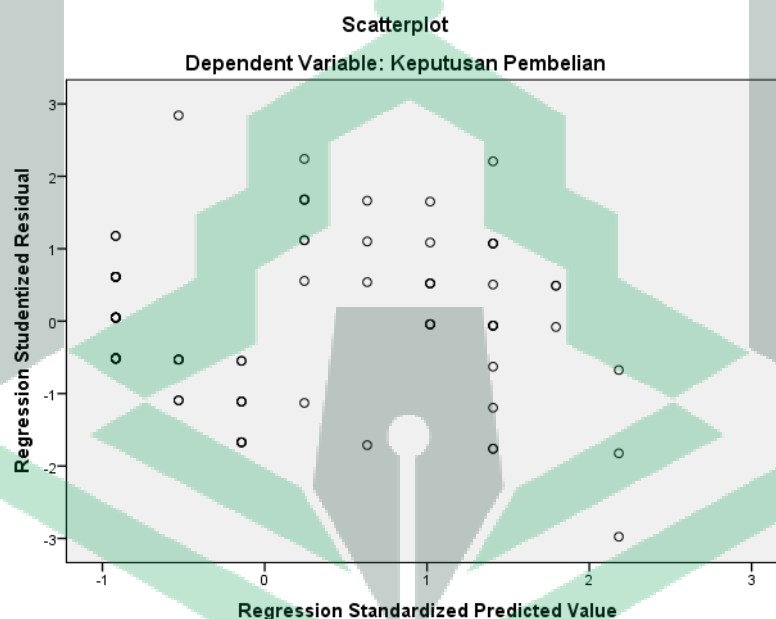 Scatterplot
Dependent Variable: Keputusan Pembelian
Regression Studentized Residual
3
2
1
0
-1
-2
-3
-1 0 1 2 3
Regression Standardized Predicted Value